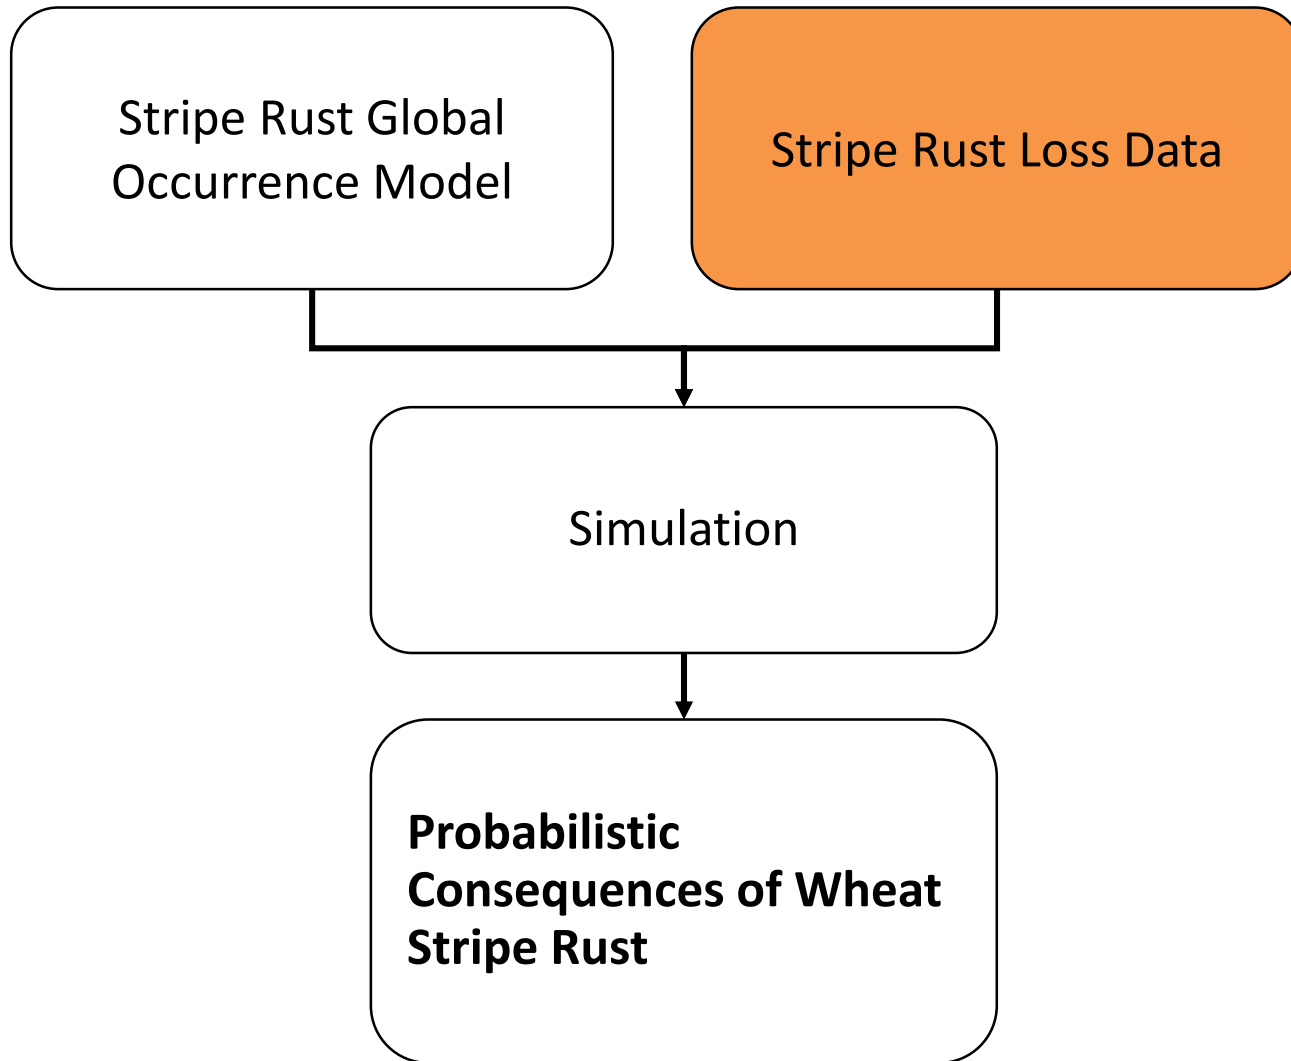 Stripe Rust Global
Occurrence Model
Stripe Rust Loss Data
Simulation
Probabilistic
Consequences of Wheat
Stripe Rust